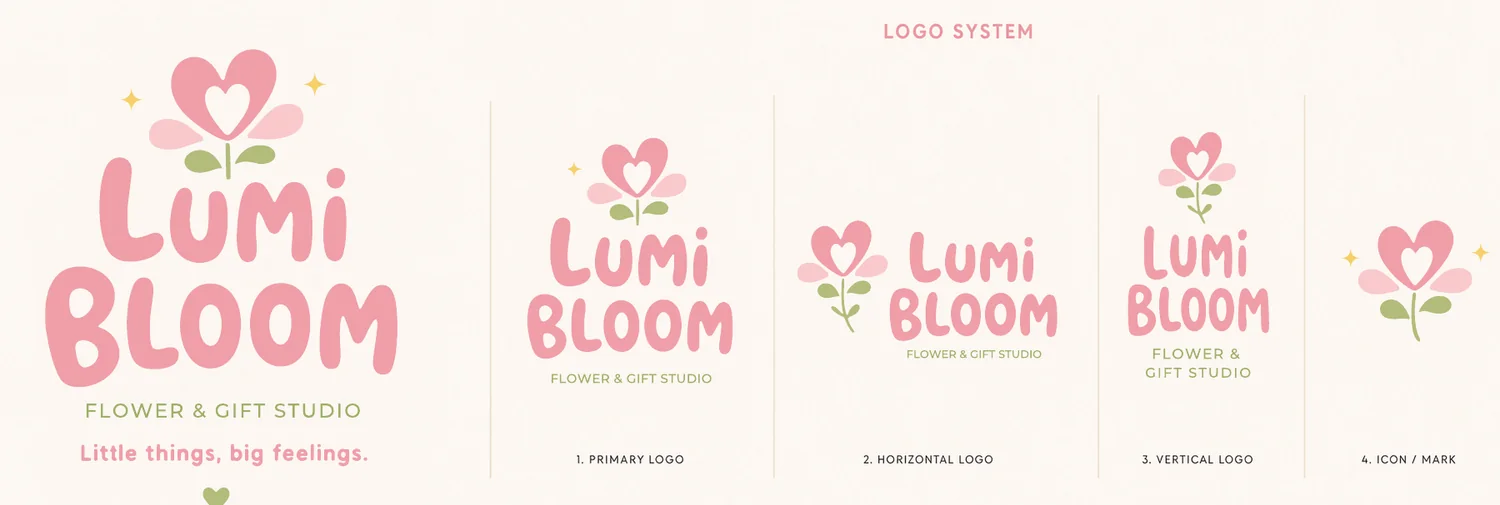 LUMi
BLOOM
FLOWER & GIFT STUDIO
Little things, big feelings.
LOGO SYSTEM
LUMi
BLOOM
FLOWER & GIFT STUDIO
1. PRIMARY LOGO
LUMi
BLOOM
FLOWER & GIFT STUDIO
2. HORIZONTAL LOGO
LUMi
BLOOM
FLOWER &
GIFT STUDIO
3. VERTICAL LOGO
4. ICON / MARK